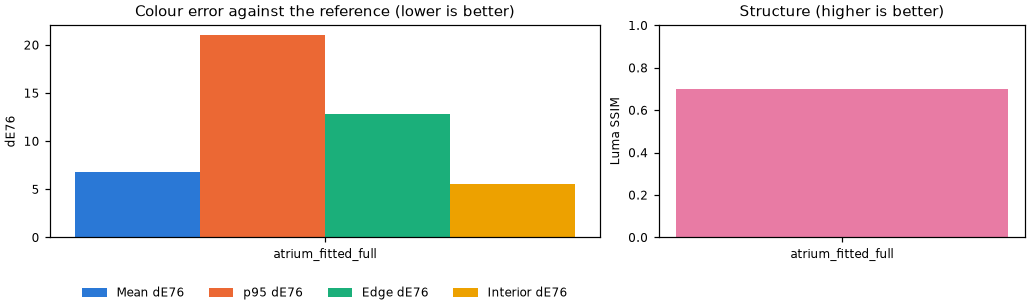 Colour error against the reference (lower is better)
dE76
20
15
10
5
0
atrium_fitted_full
Mean dE76
p95 dE76
Edge dE76
Interior dE76
Structure (higher is better)
Luma SSIM
1.0
0.8
0.6
0.4
0.2
0.0
atrium_fitted_full